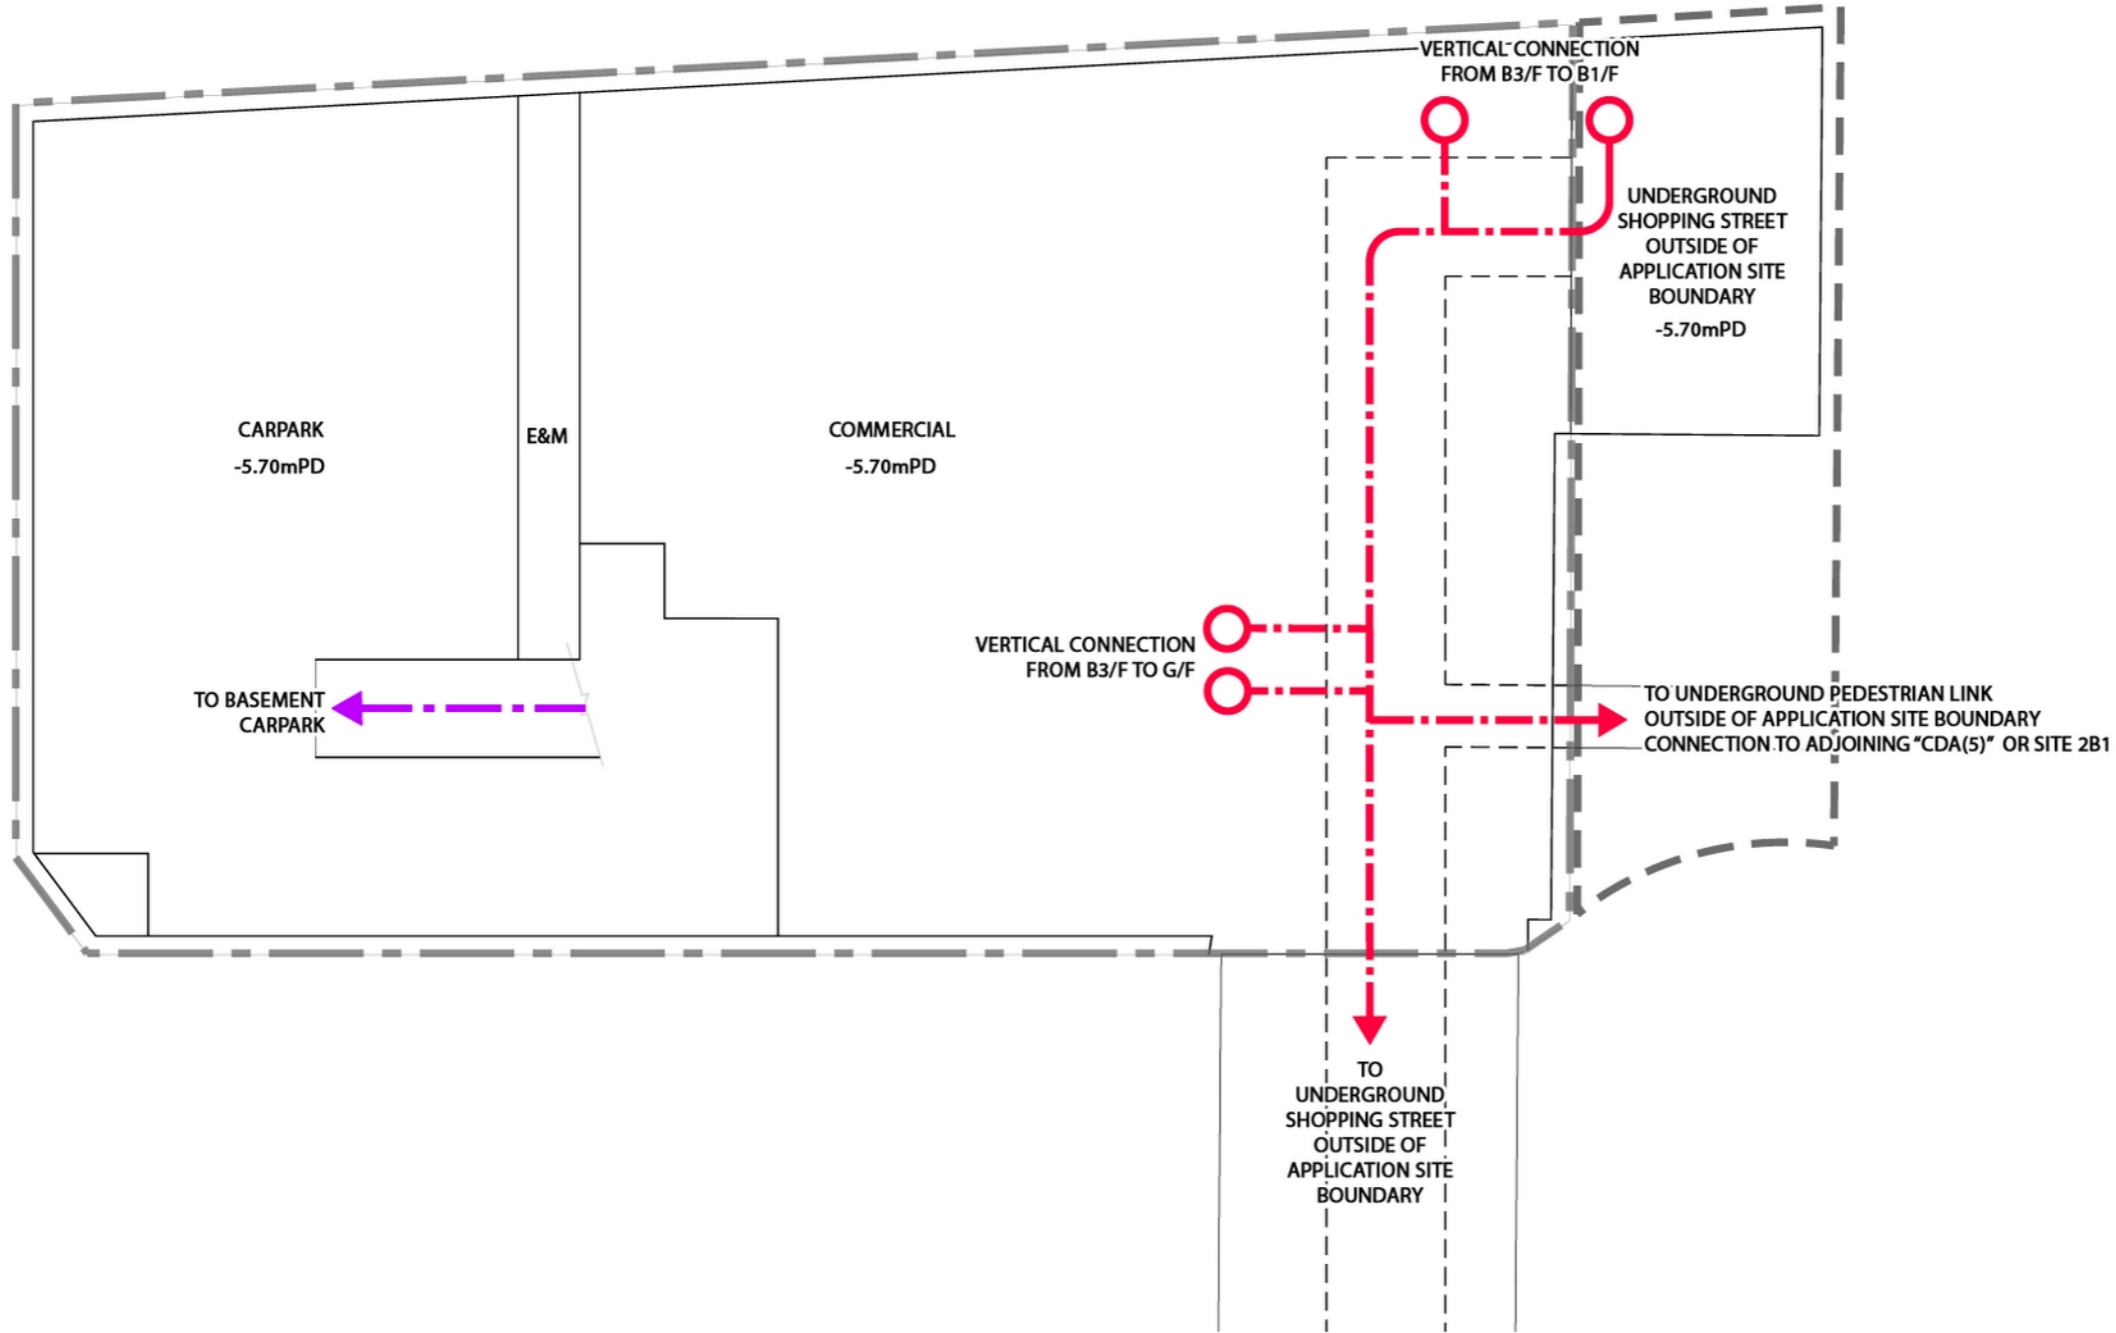 VERTICAL CONNECTION
FROM B3/F TO B1/F
UNDERGROUND
SHOPPING STREET
OUTSIDE OF
APPLICATION SITE
BOUNDARY
-5.70mPD
CARPARK
-5.70mPD
E&M
COMMERCIAL
-5.70mPD
VERTICAL CONNECTION
FROM B3/F TO G/F
TO BASEMENT
CARPARK
TO UNDERGROUND PEDESTRIAN LINK
OUTSIDE OF APPLICATION SITE BOUNDARY
CONNECTION TO ADJOINING "CDA(5)" OR SITE 2B1
TO
UNDERGROUND
SHOPPING STREET
OUTSIDE OF
APPLICATION SITE
BOUNDARY